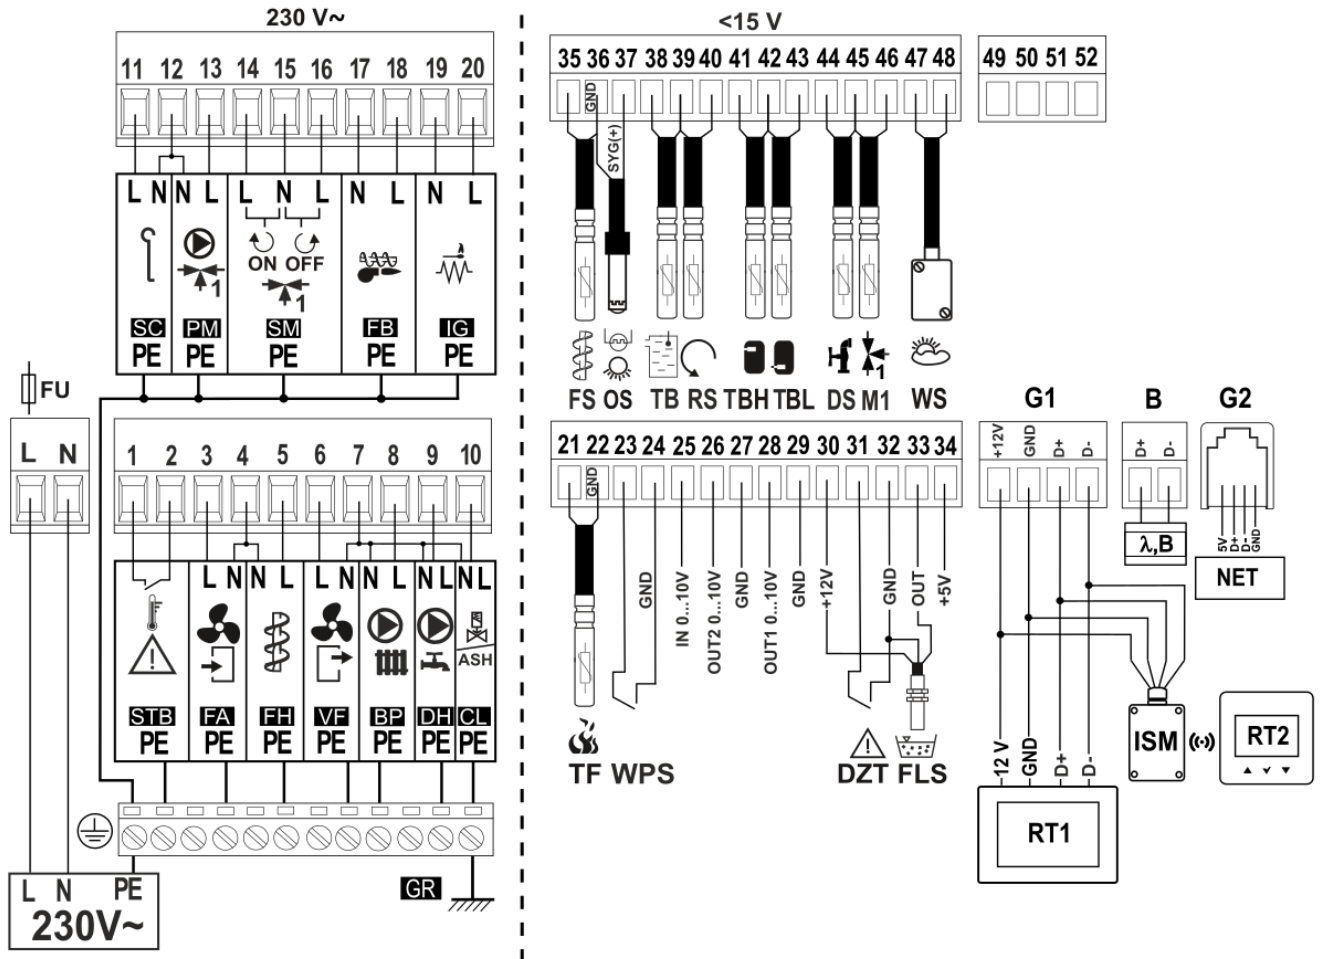 230 V~
<15 V
11 12 13 14 15 16 17 18 19 20
35 36 37 38 39 40 41 42 43 44 45 46 47 48
49 50 51 52
GND
SYG(+)
L N N L L N L N L N L
ON OFF
1
1
SC PM SM FB IG
PE PE PE PE PE
1
FS OS TB RS TBH TBL DS M1 WS
FU
L N
1 2 3 4 5 6 7 8 9 10
21 22 23 24 25 26 27 28 29 30 31 32 33 34
GND
G1 B G2
+12V GND D+ D-
D+ D-
5V D+ D- GND
λ,B
NET
GND
IN 0...10V
OUT2 0...10V
GND
OUT1 0...10V
GND
+12V
GND
OUT
+5V
L N N L L N N L N L N L
ASH
STB FA FH VF BP DH CL
PE PE PE PE PE PE PE
TF WPS DZT FLS
12 V GND D+ D-
ISM
RT2
RT1
GR
L N PE
230V~